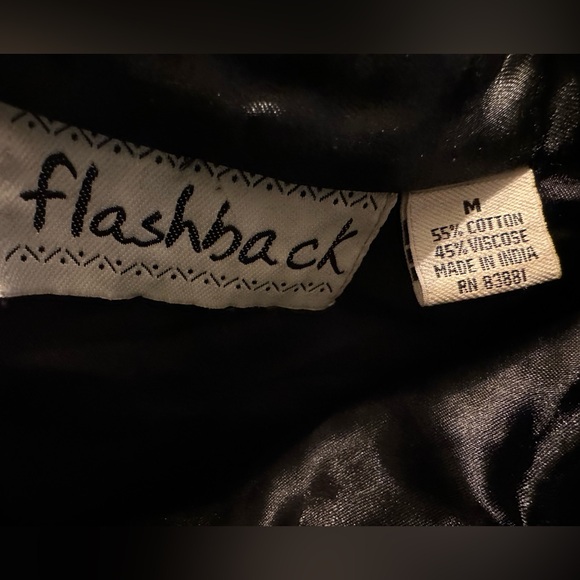 flashback
M
55% COTTON
45% VISCOSE
MADE IN INDIA
RN 83881